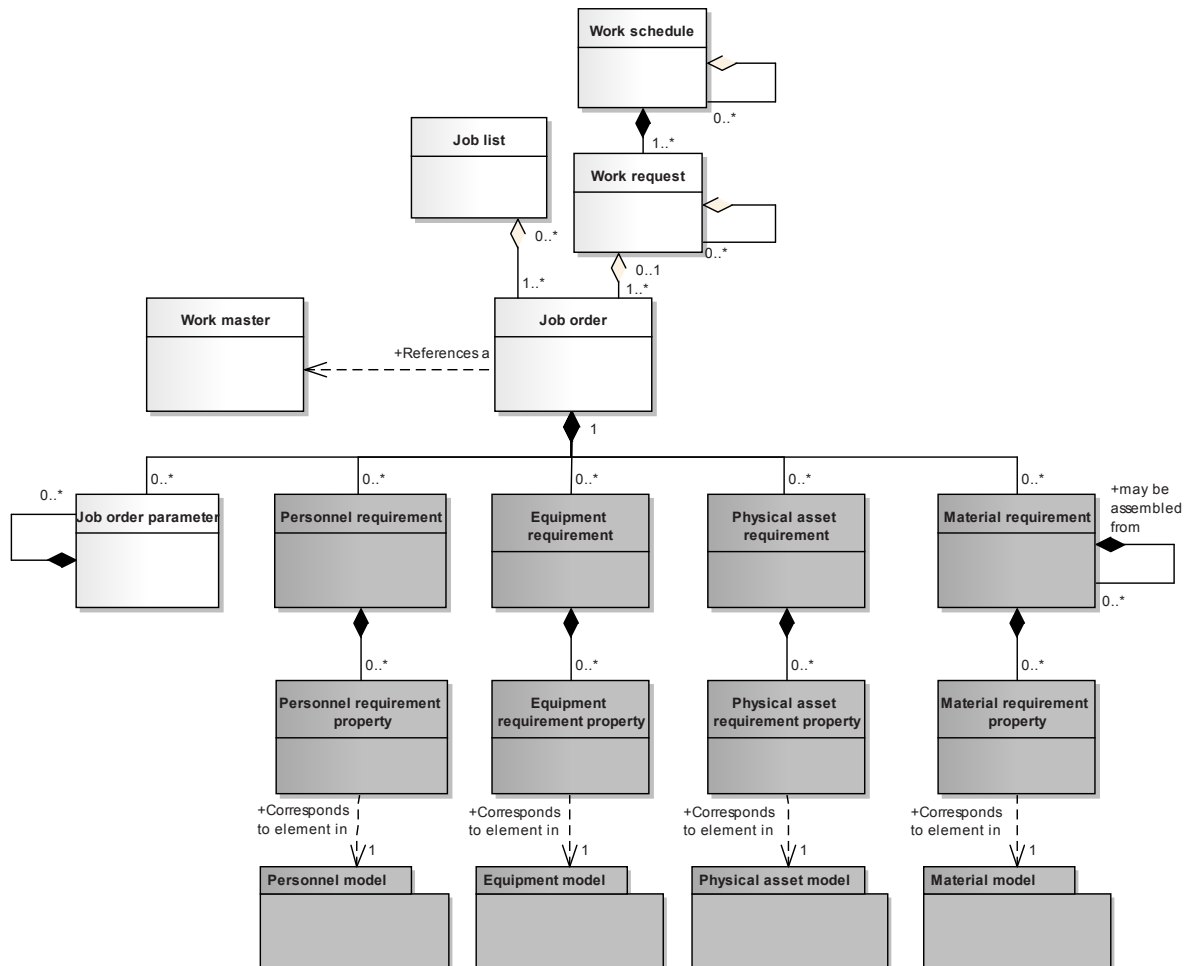 Work schedule
0..*
1..*
Job list
Work request
0..*
0..*
0..1
1..*
1..*
Work master
Job order
+References a
1
0..*
0..*
0..*
0..*
0..*
0..*
+may be
assembled
from
Job order parameter
Personnel requirement
Equipment
requirement
Physical asset
requirement
Material requirement
0..*
0..*
0..*
0..*
0..*
Personnel requirement
property
Equipment
requirement property
Physical asset
requirement property
Material requirement
property
+Corresponds
to element in
+Corresponds
to element in
+Corresponds
to element in
+Corresponds
to element in
1
1
1
1
Personnel model
Equipment model
Physical asset model
Material model